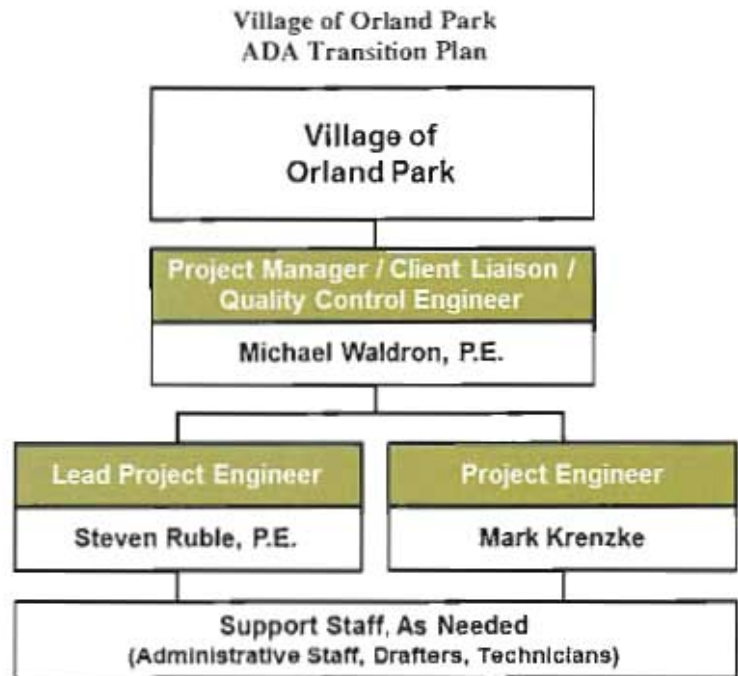 Village of Orland Park
ADA Transition Plan
Village of
Orland Park
Project Manager / Client Liaison /
Quality Control Engineer
Michael Waldron, P.E.
Lead Project Engineer
Steven Ruble, P.E.
Project Engineer
Mark Krenzke
Support Staff, As Needed
(Administrative Staff, Drafters, Technicians)